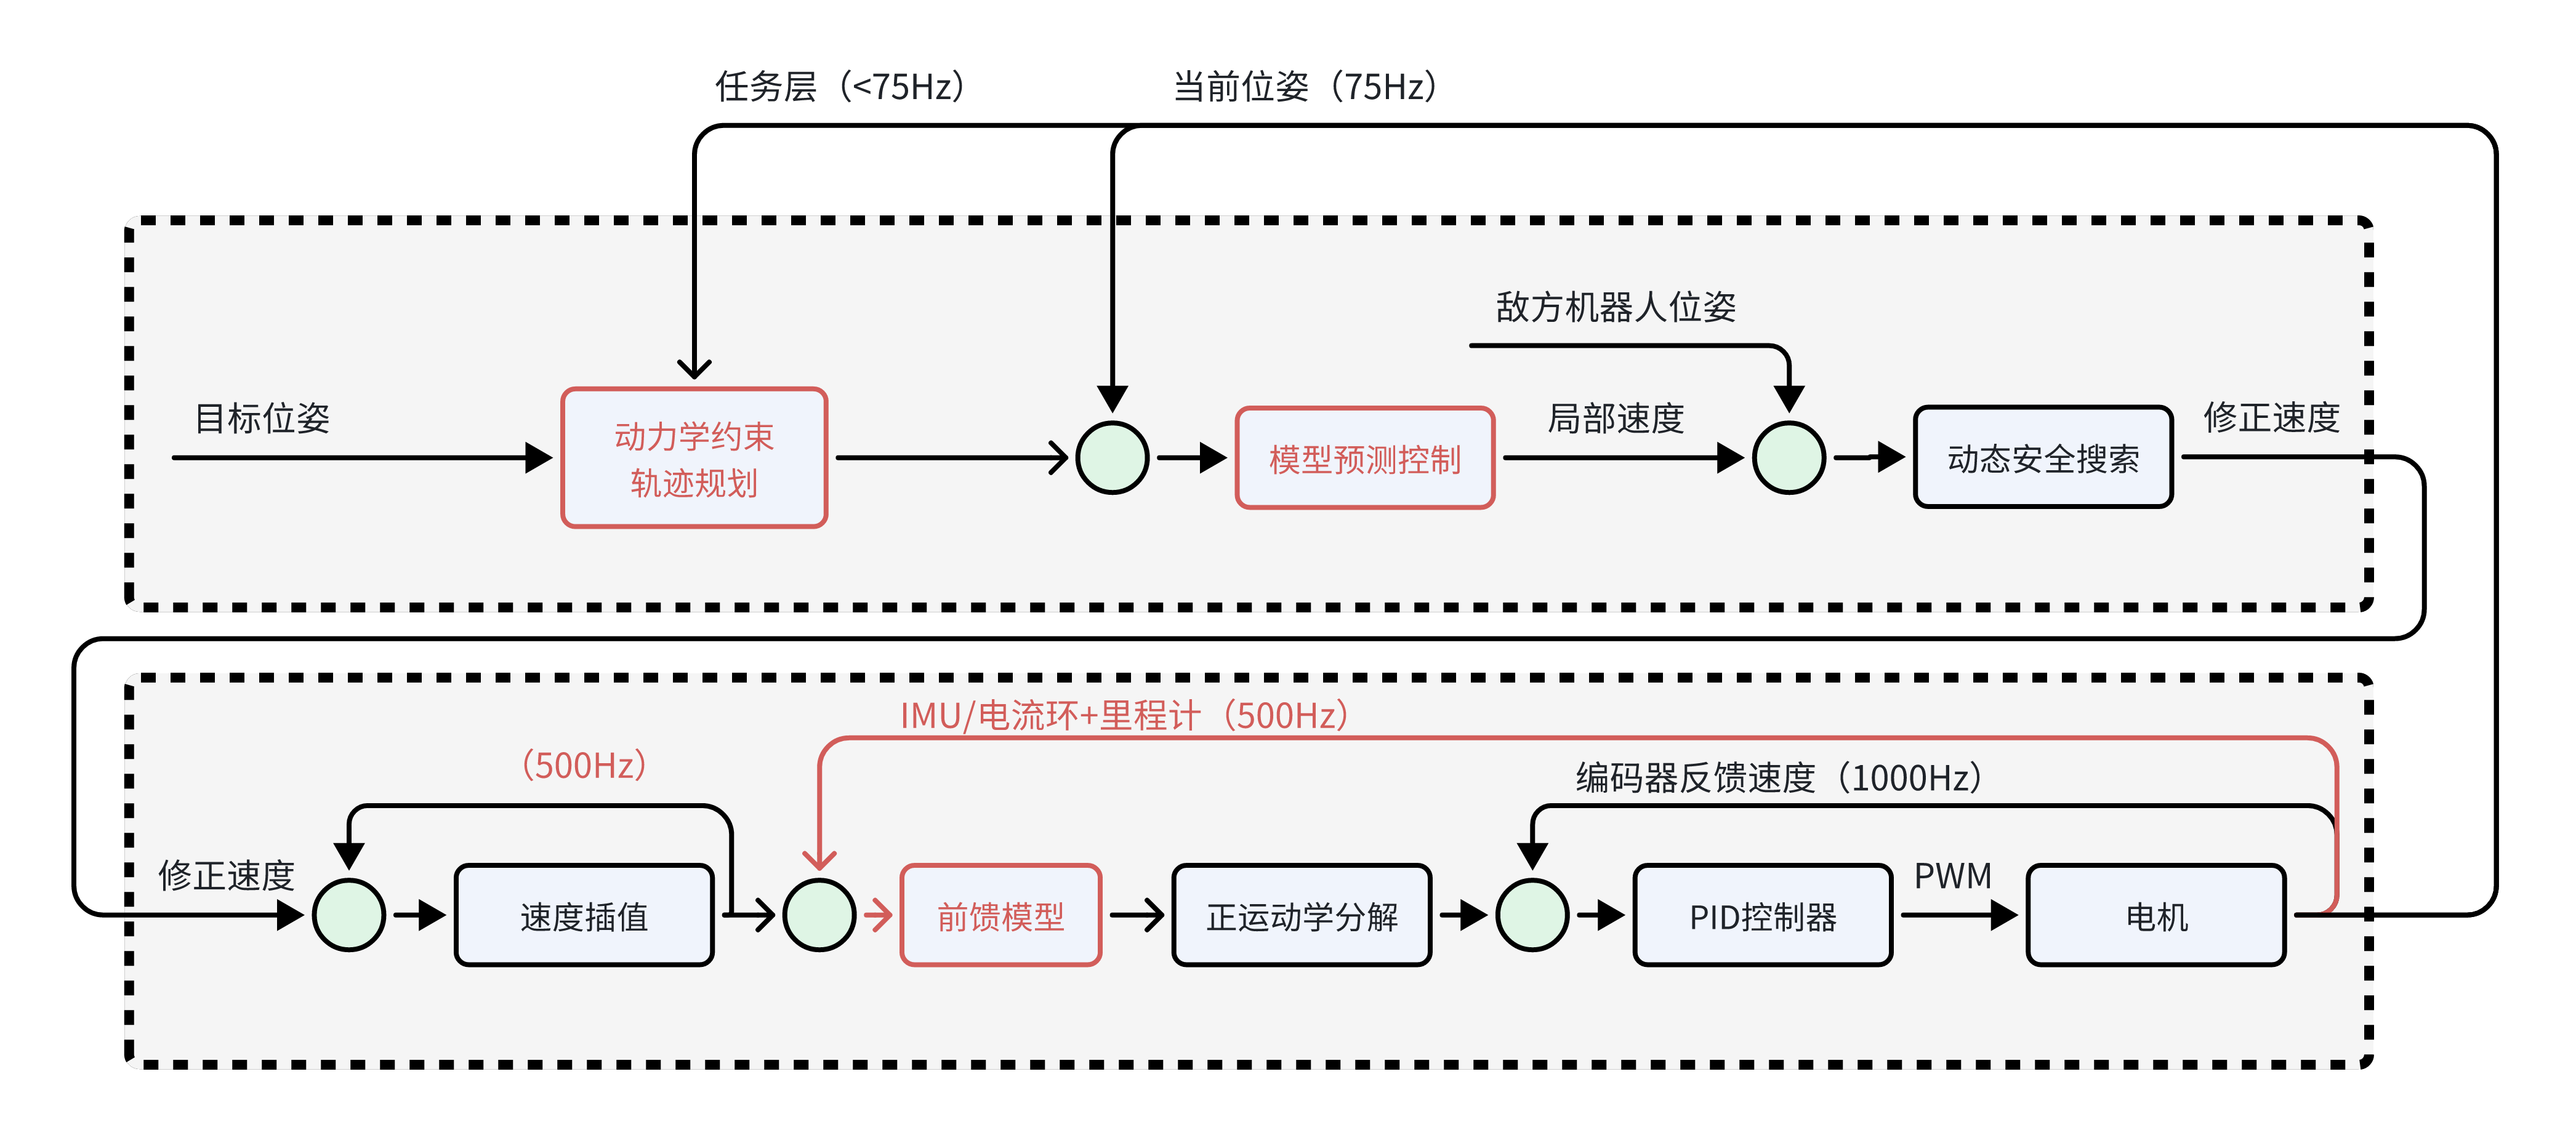 任务层（<75Hz）
当前位姿（75Hz）
敌方机器人位姿
目标位姿
动力学约束
轨迹规划
模型预测控制
局部速度
动态安全搜索
修正速度
IMU/电流环+里程计（500Hz）
（500Hz）
编码器反馈速度（1000Hz）
修正速度
速度插值
前馈模型
正运动学分解
PID控制器
PWM
电机